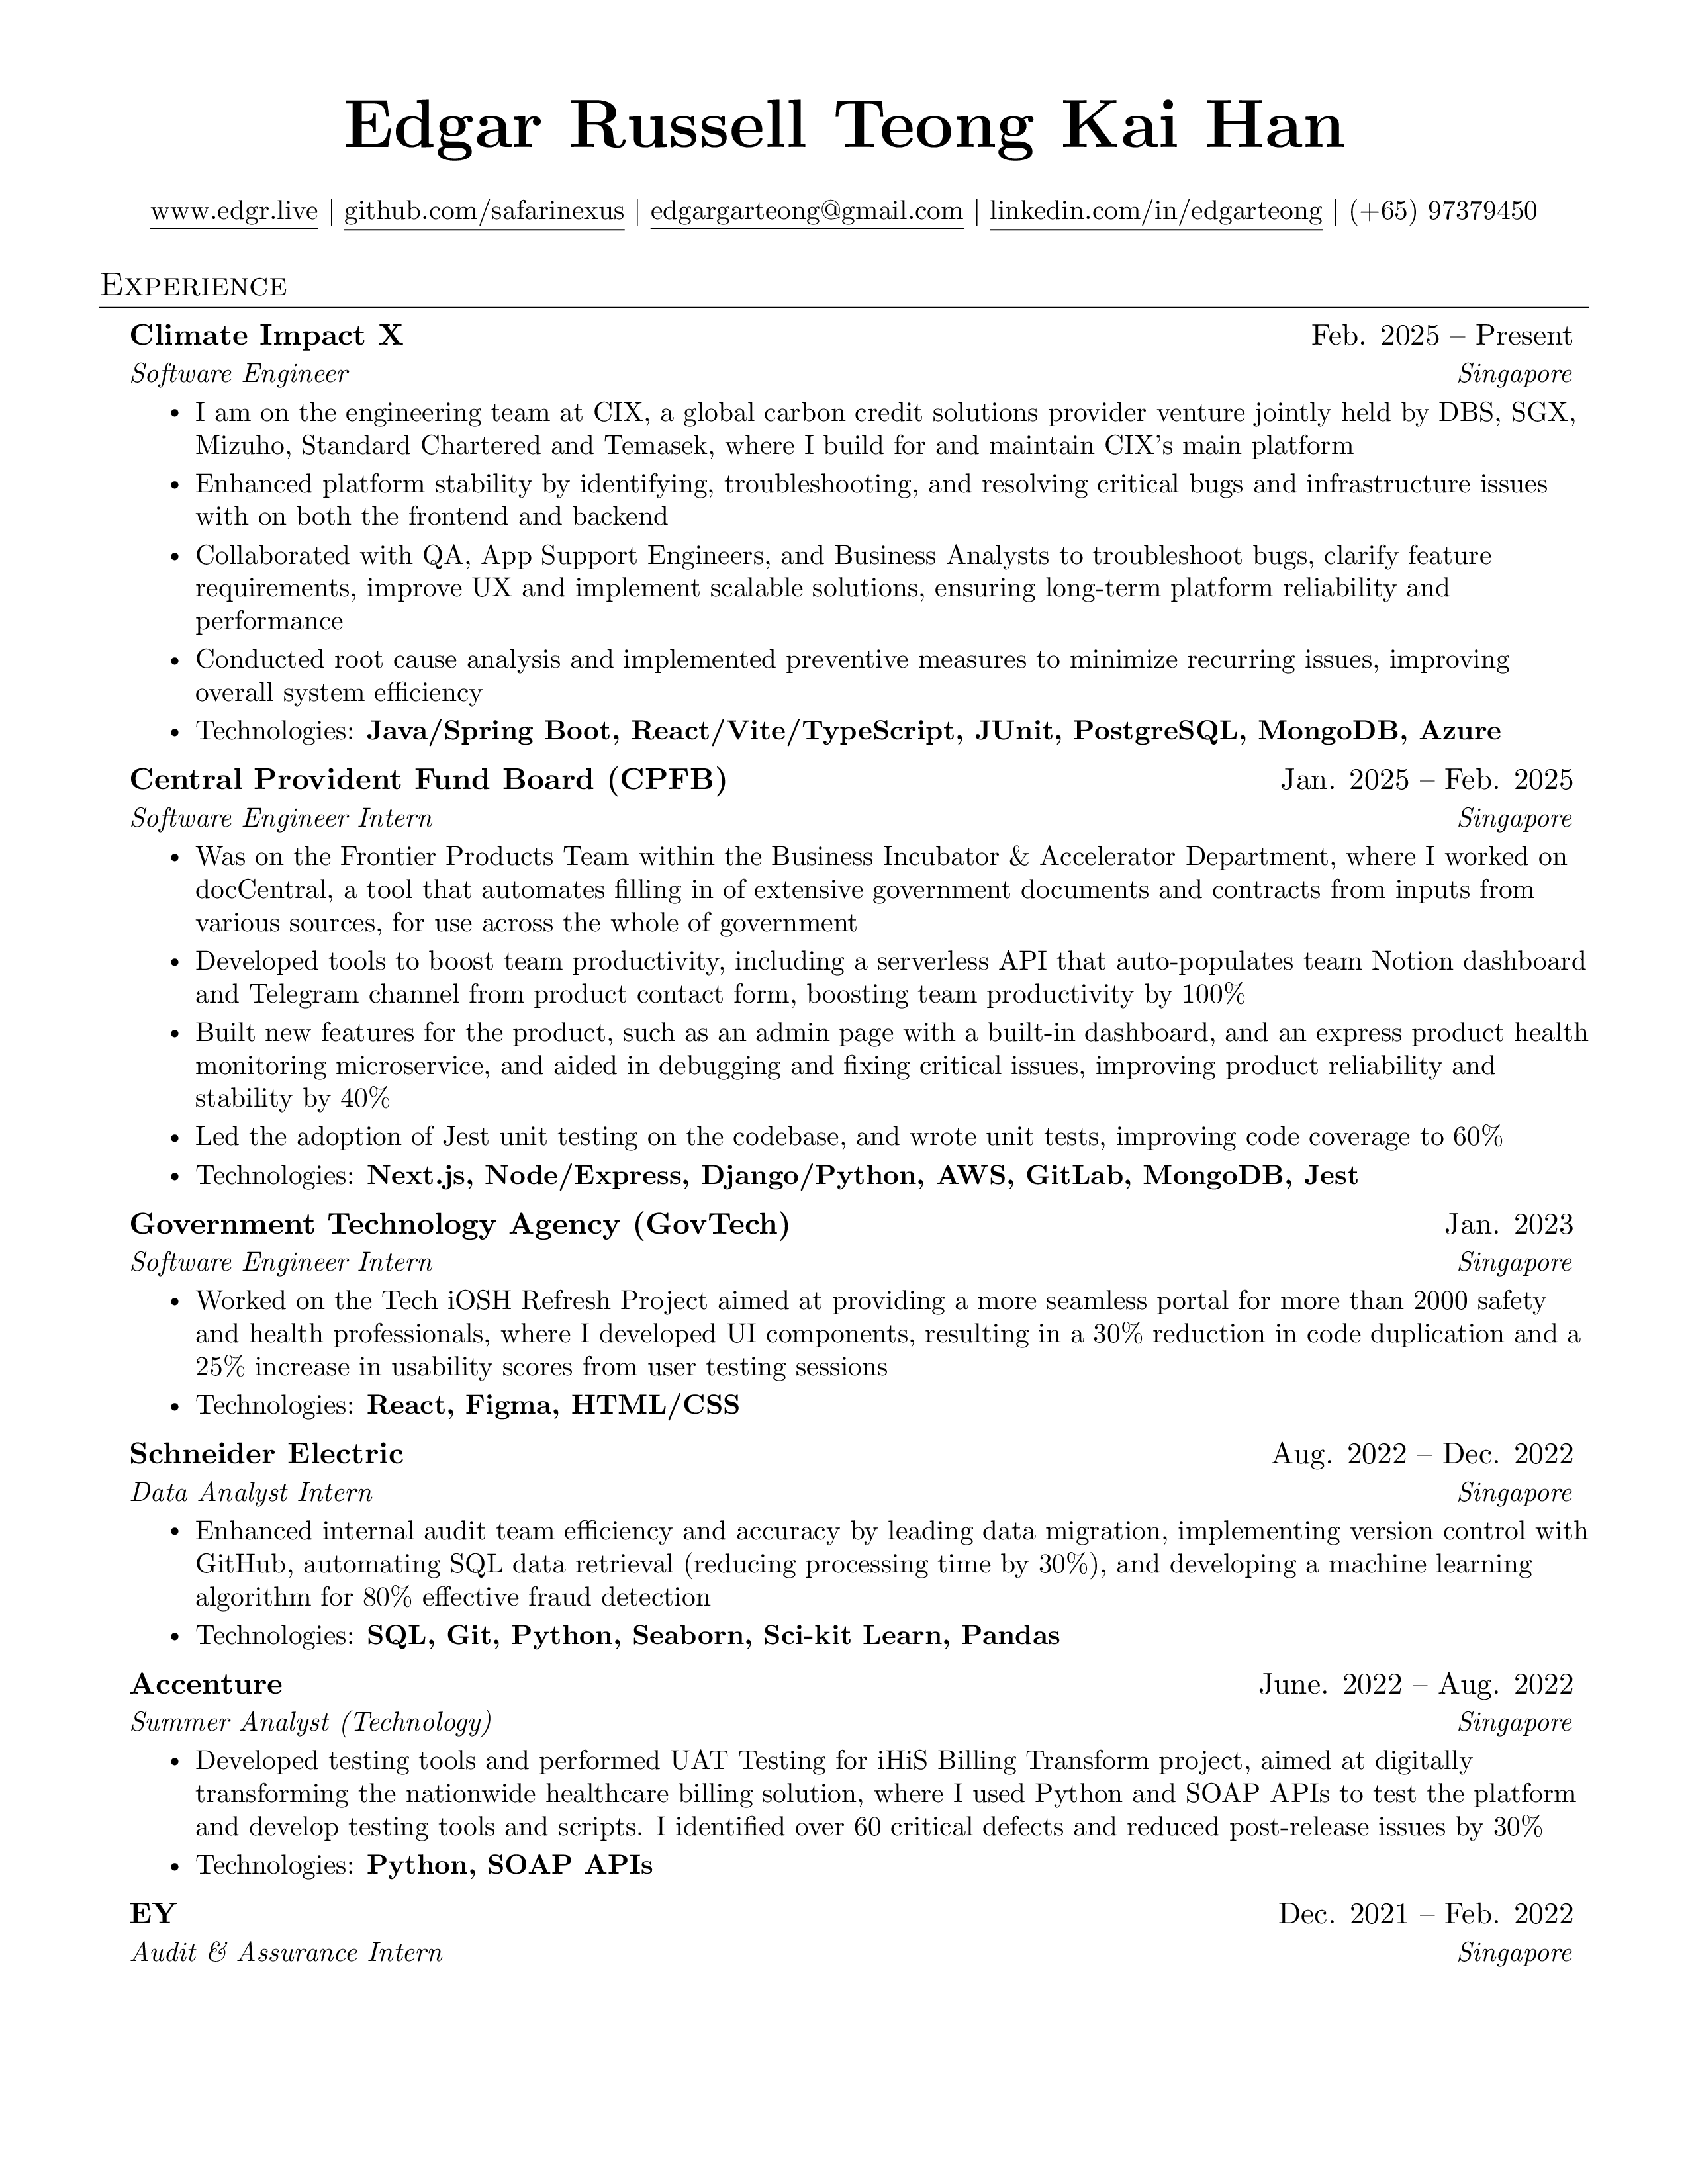 Edgar Russell Teong Kai Han
www.edgr.live | github.com/safarinexus | edgargarteong@gmail.com | linkedin.com/in/edgarteong | (+65) 97379450
Experience
Climate Impact X Feb. 2025 – Present
Software Engineer Singapore
• I am on the engineering team at CIX, a global carbon credit solutions provider venture jointly held by DBS, SGX,
Mizuho, Standard Chartered and Temasek, where I build for and maintain CIX's main platform
• Enhanced platform stability by identifying, troubleshooting, and resolving critical bugs and infrastructure issues
with on both the frontend and backend
• Collaborated with QA, App Support Engineers, and Business Analysts to troubleshoot bugs, clarify feature
requirements, improve UX and implement scalable solutions, ensuring long-term platform reliability and
performance
• Conducted root cause analysis and implemented preventive measures to minimize recurring issues, improving
overall system efficiency
• Technologies: Java/Spring Boot, React/Vite/TypeScript, JUnit, PostgreSQL, MongoDB, Azure
Central Provident Fund Board (CPFB) Jan. 2025 – Feb. 2025
Software Engineer Intern Singapore
• Was on the Frontier Products Team within the Business Incubator & Accelerator Department, where I worked on
docCentral, a tool that automates filling in of extensive government documents and contracts from inputs from
various sources, for use across the whole of government
• Developed tools to boost team productivity, including a serverless API that auto-populates team Notion dashboard
and Telegram channel from product contact form, boosting team productivity by 100%
• Built new features for the product, such as an admin page with a built-in dashboard, and an express product health
monitoring microservice, and aided in debugging and fixing critical issues, improving product reliability and
stability by 40%
• Led the adoption of Jest unit testing on the codebase, and wrote unit tests, improving code coverage to 60%
• Technologies: Next.js, Node/Express, Django/Python, AWS, GitLab, MongoDB, Jest
Government Technology Agency (GovTech) Jan. 2023
Software Engineer Intern Singapore
• Worked on the Tech iOSH Refresh Project aimed at providing a more seamless portal for more than 2000 safety
and health professionals, where I developed UI components, resulting in a 30% reduction in code duplication and a
25% increase in usability scores from user testing sessions
• Technologies: React, Figma, HTML/CSS
Schneider Electric Aug. 2022 – Dec. 2022
Data Analyst Intern Singapore
• Enhanced internal audit team efficiency and accuracy by leading data migration, implementing version control with
GitHub, automating SQL data retrieval (reducing processing time by 30%), and developing a machine learning
algorithm for 80% effective fraud detection
• Technologies: SQL, Git, Python, Seaborn, Sci-kit Learn, Pandas
Accenture June. 2022 – Aug. 2022
Summer Analyst (Technology) Singapore
• Developed testing tools and performed UAT Testing for iHiS Billing Transform project, aimed at digitally
transforming the nationwide healthcare billing solution, where I used Python and SOAP APIs to test the platform
and develop testing tools and scripts. I identified over 60 critical defects and reduced post-release issues by 30%
• Technologies: Python, SOAP APIs
EY Dec. 2021 – Feb. 2022
Audit & Assurance Intern Singapore